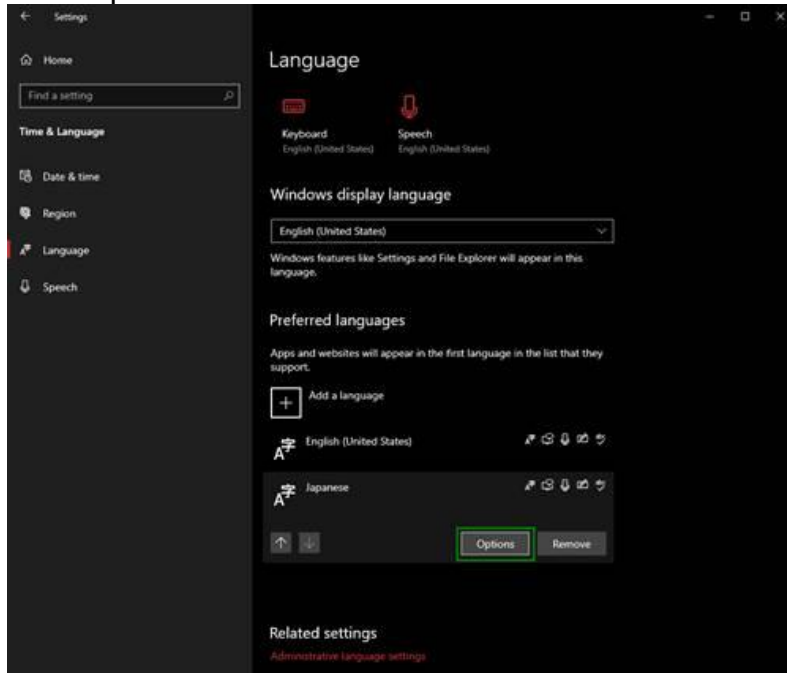 Settings
Home
Find a setting
Time & Language
Date & time
Region
Language
Speech
Language
Keyboard
English (United States)
Speech
English (United States)
Windows display language
English (United States)
Windows features like Settings and File Explorer will appear in this
language.
Preferred languages
Apps and websites will appear in the first language in the list that they
support.
Add a language
English (United States)
Japanese
Options
Remove
Related settings
Administrative language settings